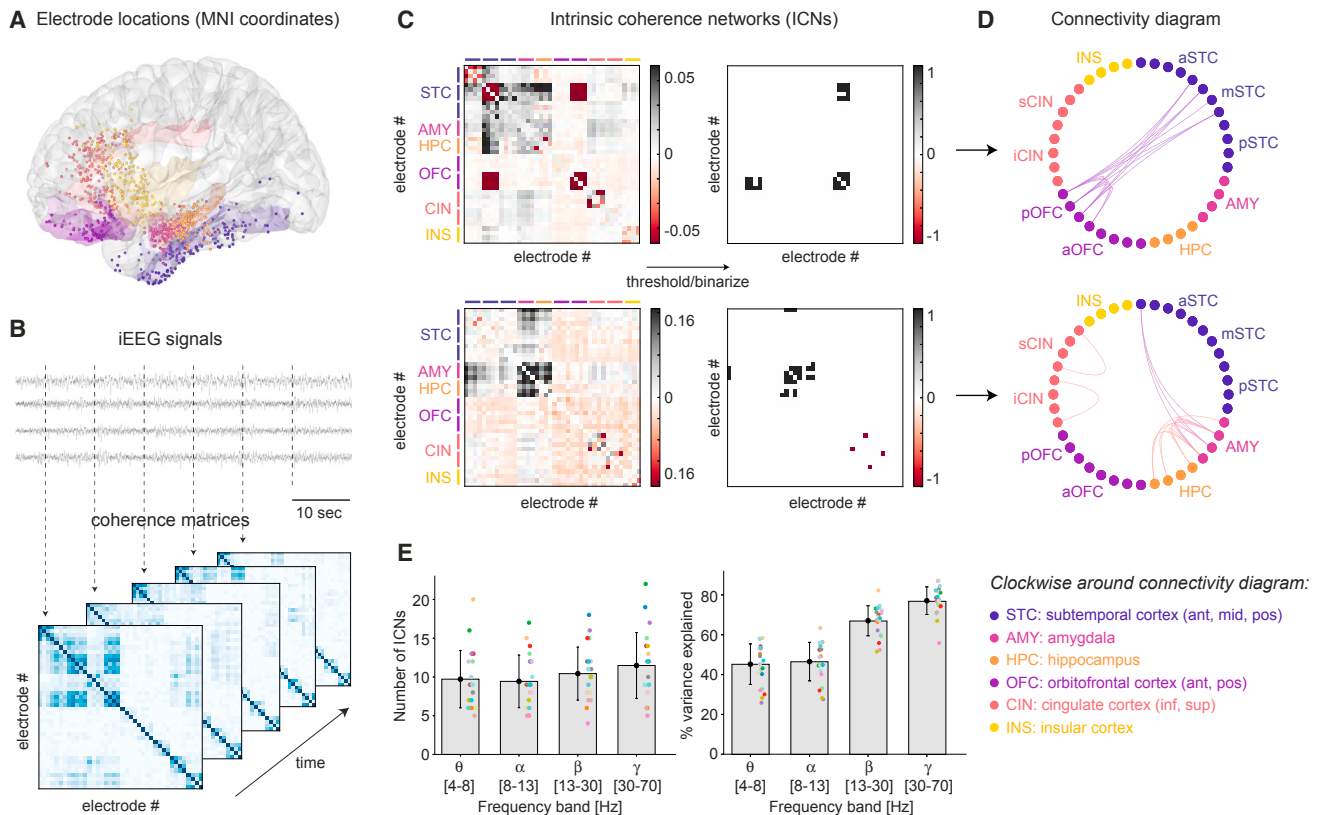 A Electrode locations (MNI coordinates)
B
iEEG signals
10 sec
coherence matrices
electrode #
electrode #
time
C Intrinsic coherence networks (ICNs)
STC
AMY
HPC
OFC
CIN
INS
electrode #
electrode #
0.05
0
-0.05
electrode #
electrode #
1
0
-1
threshold/binarize
STC
AMY
HPC
OFC
CIN
INS
electrode #
electrode #
0.16
0
0.16
electrode #
electrode #
1
0
-1
D Connectivity diagram
INS
aSTC
sCIN
mSTC
iCIN
pSTC
pOFC
AMY
aOFC
HPC
INS
aSTC
sCIN
mSTC
iCIN
pSTC
pOFC
AMY
aOFC
HPC
E
Number of ICNs
20
15
10
5
0
θ α β γ
[4-8] [8-13] [13-30] [30-70]
Frequency band [Hz]
% variance explained
80
60
40
20
0
θ α β γ
[4-8] [8-13] [13-30] [30-70]
Frequency band [Hz]
Clockwise around connectivity diagram:
STC: subtemporal cortex (ant, mid, pos)
AMY: amygdala
HPC: hippocampus
OFC: orbitofrontal cortex (ant, pos)
CIN: cingulate cortex (inf, sup)
INS: insular cortex